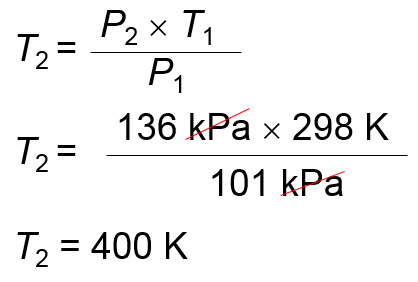 T₂ = P₂ × T₁
P₁
T₂ = 136 kPa × 298 K
101 kPa
T₂ = 400 K